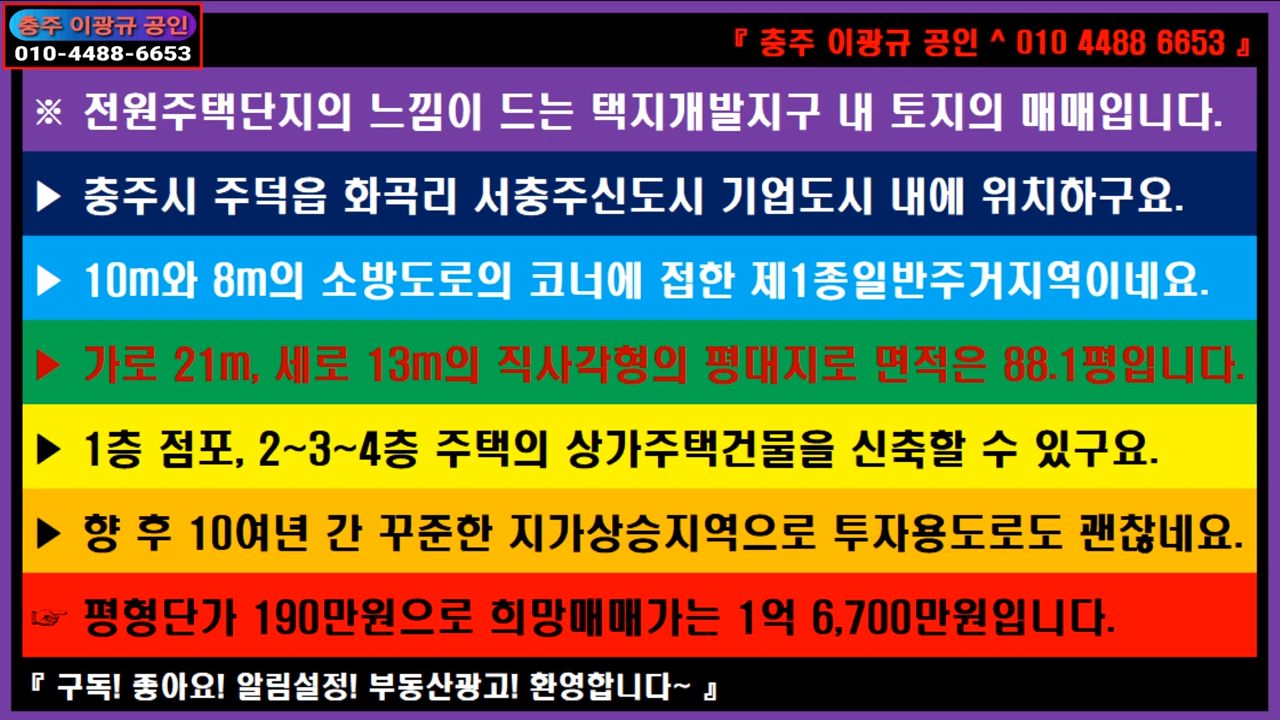 충주 이광규 공인
010-4488-6653
『 충주 이광규 공인 ^ 010 4488 6653 』
※ 전원주택단지의 느낌이 드는 택지개발지구 내 토지의 매매입니다.
▶ 충주시 주덕읍 화곡리 서충주신도시 기업도시 내에 위치하구요.
▶ 10m와 8m의 소방도로의 코너에 접한 제1종일반주거지역이네요.
▶ 가로 21m, 세로 13m의 직사각형의 평대지로 면적은 88.1평입니다.
▶ 1층 점포, 2~3~4층 주택의 상가주택건물을 신축할 수 있구요.
▶ 향 후 10여년 간 꾸준한 지가상승지역으로 투자용도로도 괜찮네요.
☞ 평형단가 190만원으로 희망매매가는 1억 6,700만원입니다.
『 구독! 좋아요! 알림설정! 부동산광고! 환영합니다~ 』